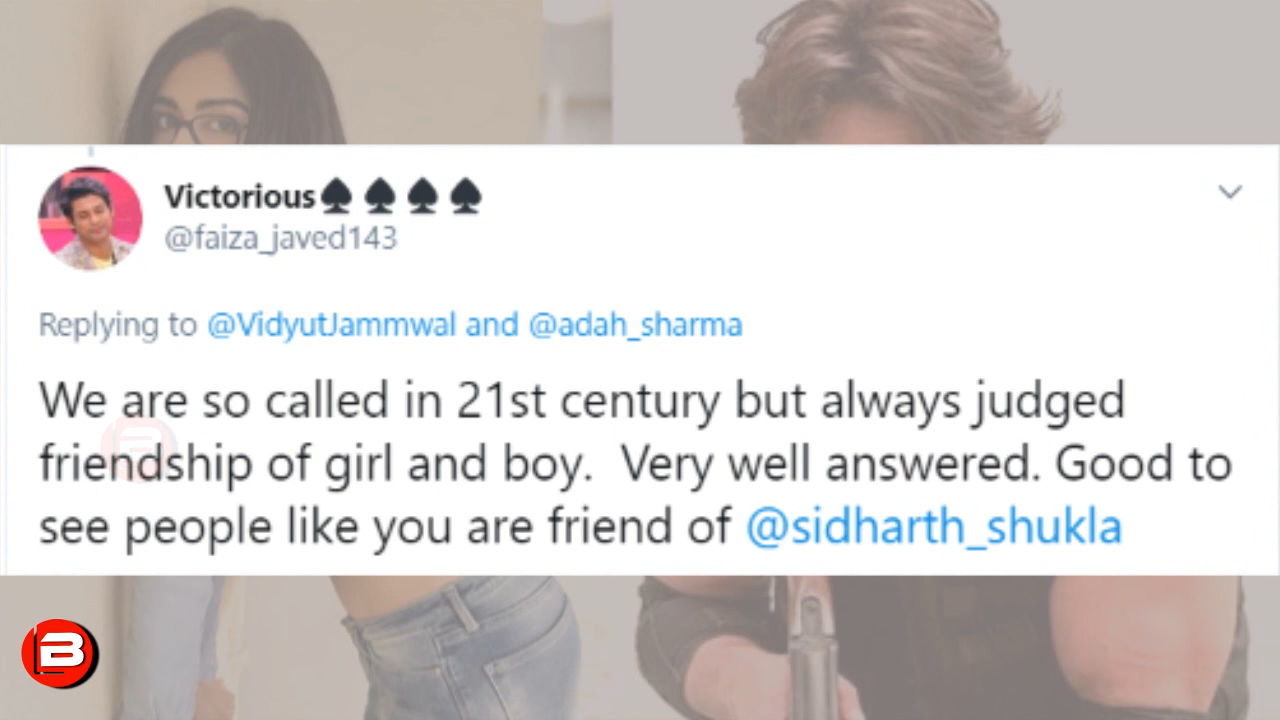 Victorious♠♠♠♠
@faiza_javed143
Replying to @VidyutJammwal and @adah_sharma
We are so called in 21st century but always judged
friendship of girl and boy.  Very well answered. Good to
see people like you are friend of @sidharth_shukla
B